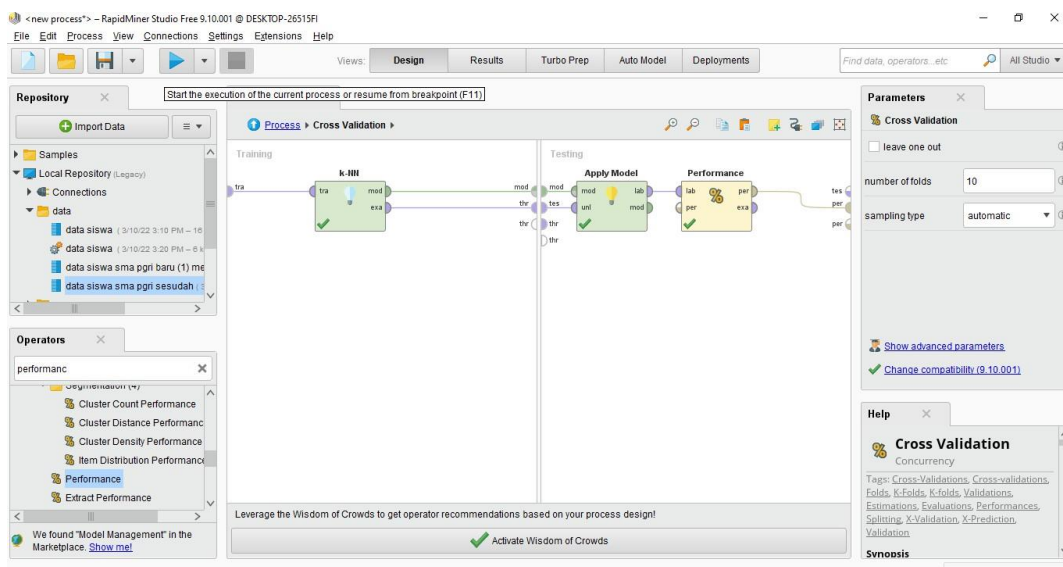 <new process*> – RapidMiner Studio Free 9.10.001 @ DESKTOP-26515FI
File Edit Process View Connections Settings Extensions Help
Views: Design Results Turbo Prep Auto Model Deployments
Find data, operators...etc
All Studio
Repository
Start the execution of the current process or resume from breakpoint (F11)
Import Data
Samples
Local Repository (Legacy)
Connections
data
data siswa ( 3/10/22 3:10 PM – 16
data siswa ( 3/10/22 3:20 PM – 6 k
data siswa sma pgri baru (1) me
data siswa sma pgri sesudah (
Operators
performanc
Segmentation (4)
Cluster Count Performance
Cluster Distance Performanc
Cluster Density Performance
Item Distribution Performance
Performance
Extract Performance
We found "Model Management" in the
Marketplace. Show me!
Process Cross Validation
Training
k-NN
tra
tra mod
exa
mod
thr
thr
Testing
Apply Model
mod
tes
thr
thr
mod lab
unl mod
Performance
lab per
per exa
tes
per
per
Leverage the Wisdom of Crowds to get operator recommendations based on your process design!
Activate Wisdom of Crowds
Parameters
Cross Validation
leave one out
number of folds 10
sampling type automatic
Show advanced parameters
Change compatibility (9.10.001)
Help
Cross Validation
Concurrency
Tags: Cross-Validations, Cross-validations,
Folds, K-Folds, K-folds, Validations,
Estimations, Evaluations, Performances,
Splitting, X-Validation, X-Prediction,
Validation
Synopsis